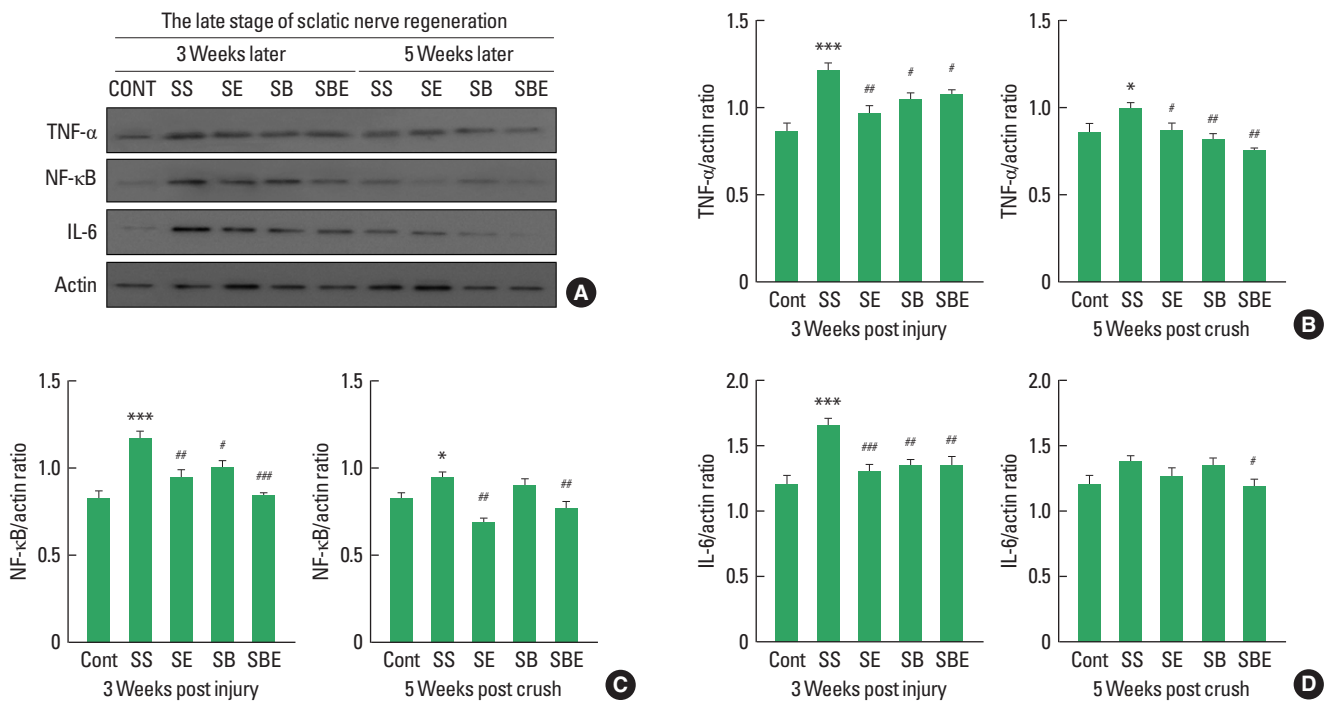 The late stage of sclatic nerve regeneration
3 Weeks later 5 Weeks later
CONT SS SE SB SBE SS SE SB SBE
TNF-α
NF-κB
IL-6
Actin
A
TNF-α/actin ratio
1.5
1.0
0.5
0
***
##
#
#
Cont SS SE SB SBE
3 Weeks post injury
TNF-α/actin ratio
1.5
1.0
0.5
0
*
#
##
##
Cont SS SE SB SBE
5 Weeks post crush
B
NF-κB/actin ratio
1.5
1.0
0.5
0
***
##
#
###
Cont SS SE SB SBE
3 Weeks post injury
NF-κB/actin ratio
1.5
1.0
0.5
0
*
##
##
Cont SS SE SB SBE
5 Weeks post crush
C
IL-6/actin ratio
2.0
1.5
1.0
0.5
0
***
###
##
##
Cont SS SE SB SBE
3 Weeks post injury
IL-6/actin ratio
2.0
1.5
1.0
0.5
0
#
Cont SS SE SB SBE
5 Weeks post crush
D